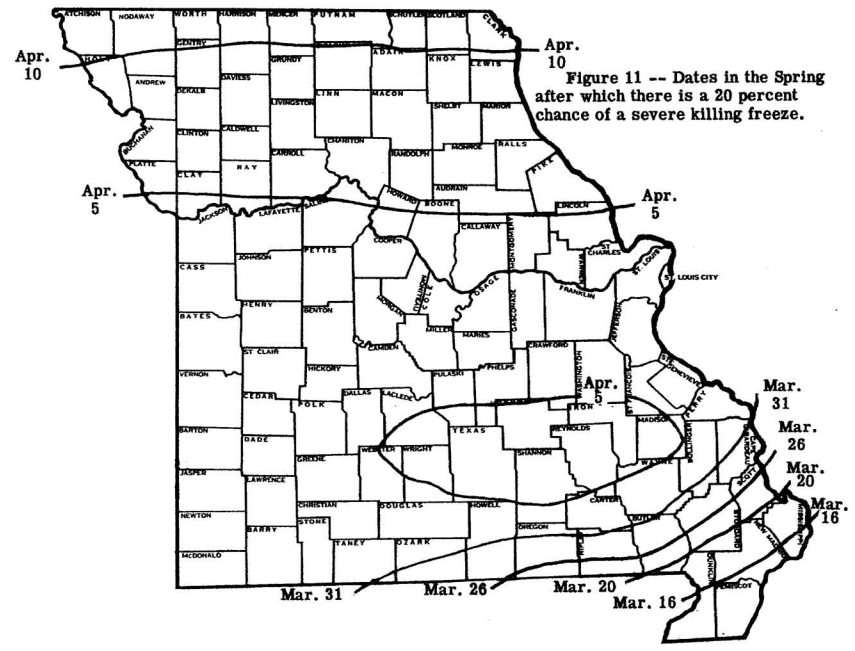 ATCHISON
NODAWAY
WORTH
HARRISON
MERCER
PUTNAM
SCHUYLER
SCOTLAND
CLARK
GENTRY
ADAIR
KNOX
LEWIS
GRUNDY
Apr.
10
Apr.
10
Figure 11 -- Dates in the Spring
after which there is a 20 percent
chance of a severe killing freeze.
HOLT
ANDREW
DEKALB
DAVIESS
LIVINGSTON
LINN
MACON
SHELBY
MARION
BUCHANAN
CLINTON
CALDWELL
CHARITON
CARROLL
RANDOLPH
MONROE
RALLS
PIKE
PLATTE
CLAY
RAY
AUDRAIN
Apr.
5
Apr.
5
JACKSON
LAFAYETTE
SALINE
HOWARD
BOONE
CALLAWAY
MONTGOMERY
LINCOLN
WARREN
ST
CHARLES
ST. LOUIS
ST LOUIS CITY
CASS
JOHNSON
PETTIS
COOPER
MONITEAU
COLE
OSAGE
GASCONADE
FRANKLIN
JEFFERSON
BATES
HENRY
BENTON
MORGAN
MILLER
MARIES
CRAWFORD
WASHINGTON
ST FRANCIS
STE
GENEVIEVE
PERRY
VERNON
ST CLAIR
HICKORY
CAMDEN
PULASKI
PHELPS
Apr.
5
IRON
MADISON
CEDAR
POLK
DALLAS
LACLEDE
TEXAS
REYNOLDS
BOLLINGER
CAPE
GIRARDEAU
Mar.
31
Mar.
26
Mar.
20
Mar.
16
BARTON
DADE
GREENE
WEBSTER
WRIGHT
SHANNON
WAYNE
SCOTT
JASPER
LAWRENCE
CHRISTIAN
DOUGLAS
HOWELL
CARTER
BUTLER
STODDARD
MISSISSIPPI
NEW MADRID
NEWTON
BARRY
STONE
TANEY
OZARK
OREGON
RIPLEY
DUNKLIN
PEMISCOT
McDONALD
Mar. 31
Mar. 26
Mar. 20
Mar. 16